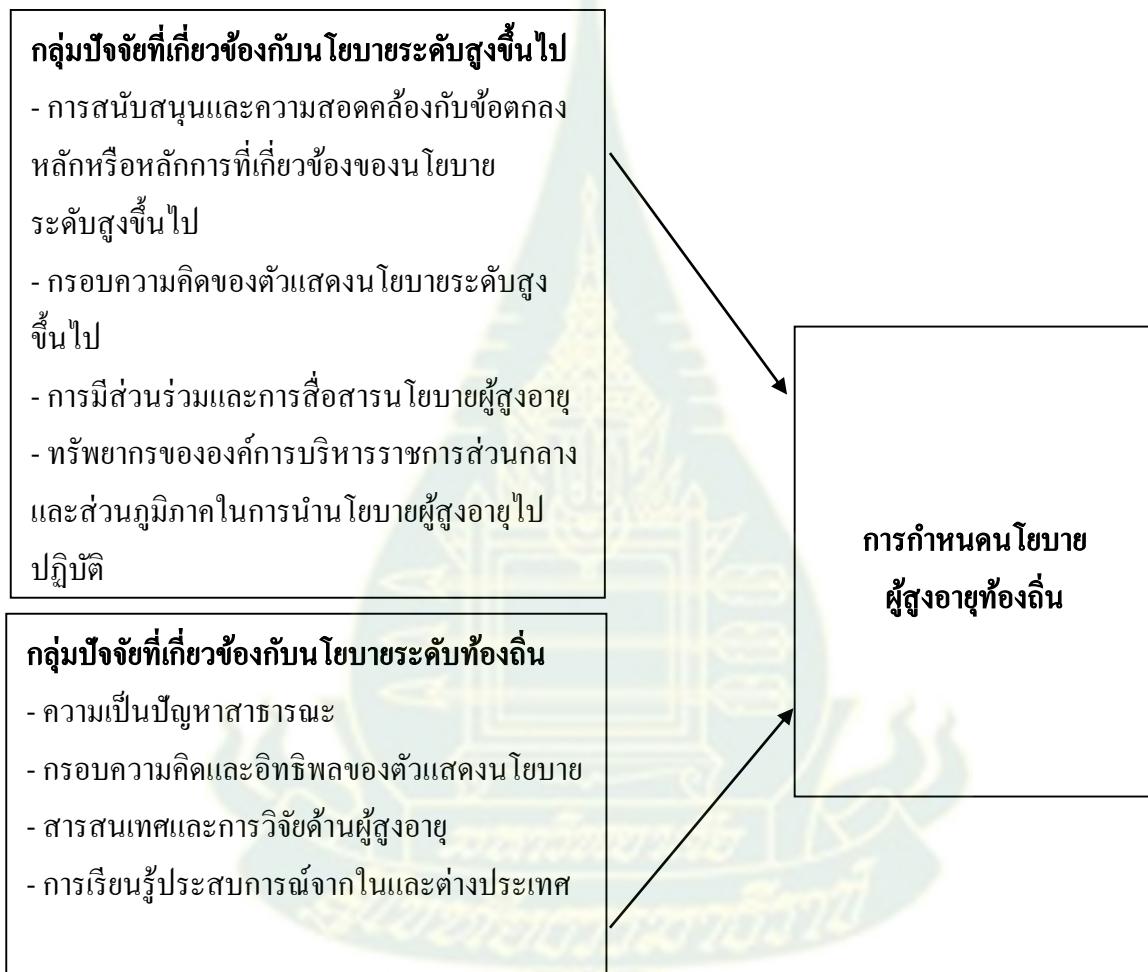 กลุ่มปัจจัยที่เกี่ยวข้องกับนโยบายระดับสูงขึ้นไป
- การสนับสนุนและความสอดคล้องกับข้อตกลง
หลักหรือหลักการที่เกี่ยวข้องของนโยบาย
ระดับสูงขึ้นไป
- กรอบความคิดของตัวแสดงนโยบายระดับสูง
ขึ้นไป
- การมีส่วนร่วมและการสื่อสารนโยบายผู้สูงอายุ
- ทรัพยากรขององค์การบริหารราชการส่วนกลาง
และส่วนภูมิภาคในการนำนโยบายผู้สูงอายุไป
ปฏิบัติ
การกำหนดนโยบาย
ผู้สูงอายุท้องถิ่น
กลุ่มปัจจัยที่เกี่ยวข้องกับนโยบายระดับท้องถิ่น
- ความเป็นปัญหาสาธารณะ
- กรอบความคิดและอิทธิพลของตัวแสดงนโยบาย
- สารสนเทศและการวิจัยด้านผู้สูงอายุ
- การเรียนรู้ประสบการณ์จากในและต่างประเทศ